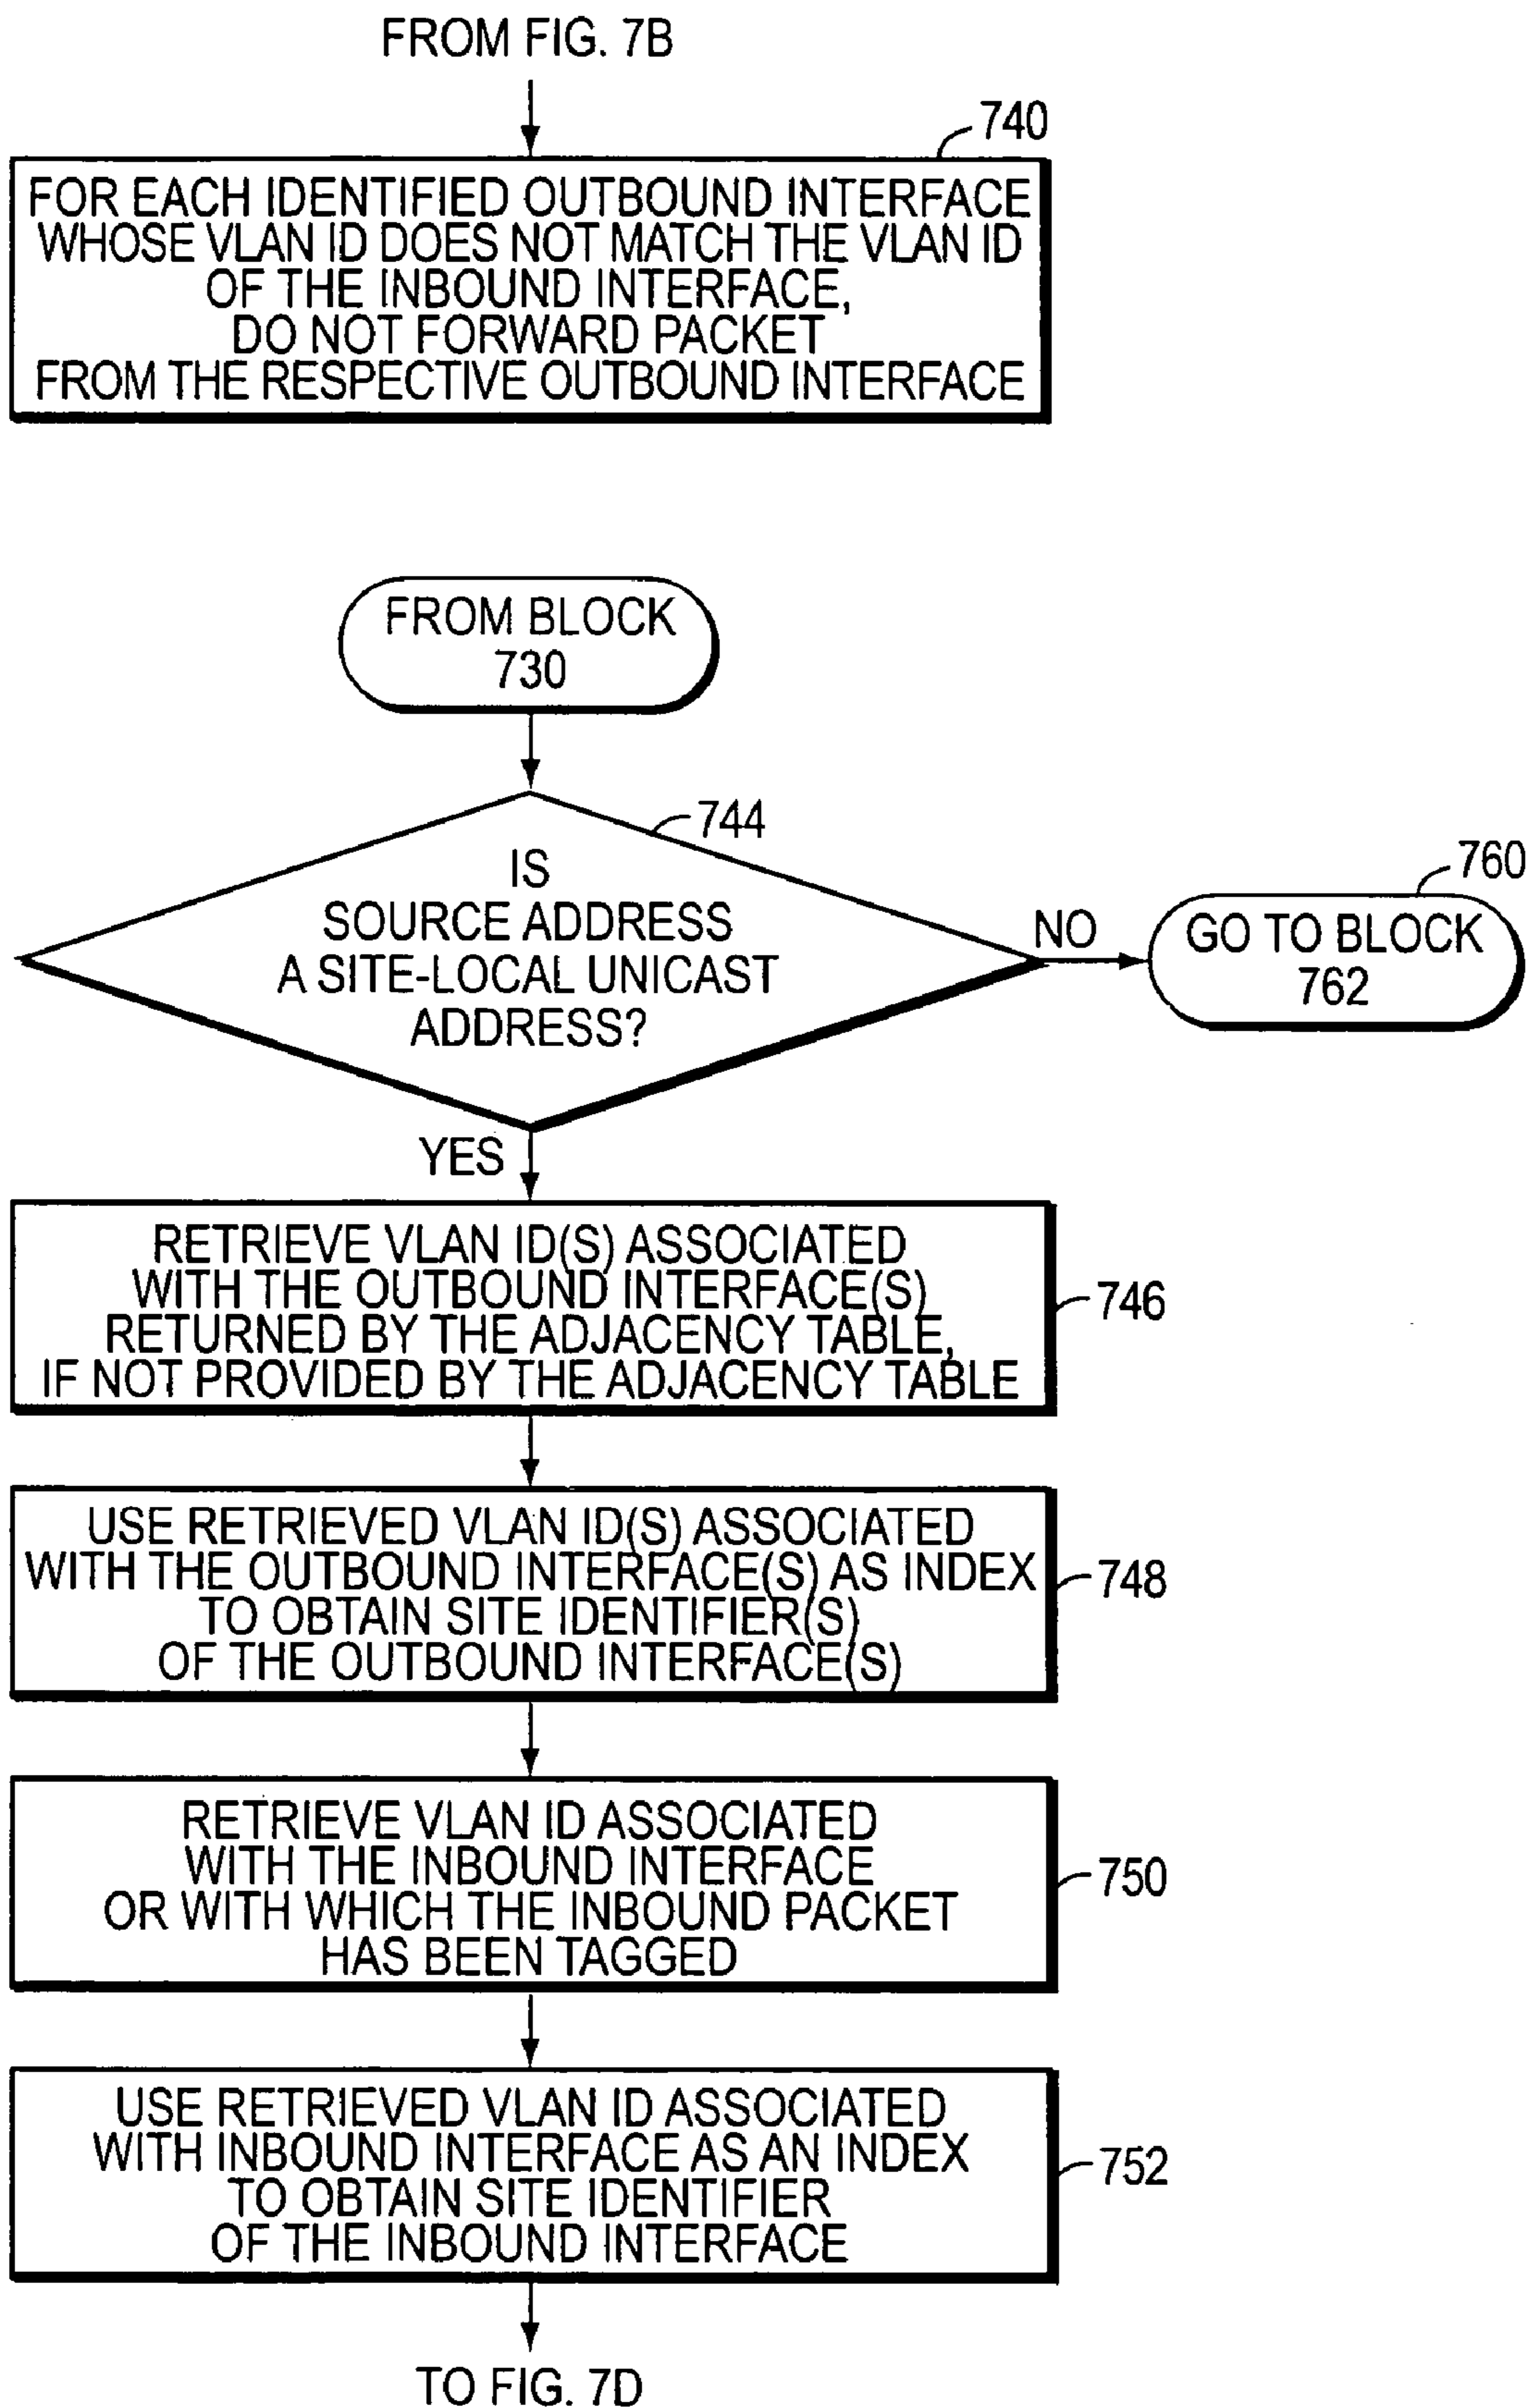 FROM FIG. 7B
740
FOR EACH IDENTIFIED OUTBOUND INTERFACE
WHOSE VLAN ID DOES NOT MATCH THE VLAN ID
OF THE INBOUND INTERFACE,
DO NOT FORWARD PACKET
FROM THE RESPECTIVE OUTBOUND INTERFACE
FROM BLOCK
730
744
IS
SOURCE ADDRESS
A SITE-LOCAL UNICAST
ADDRESS?
NO
760
GO TO BLOCK
762
YES
RETRIEVE VLAN ID(S) ASSOCIATED
WITH THE OUTBOUND INTERFACE(S)
RETURNED BY THE ADJACENCY TABLE,
IF NOT PROVIDED BY THE ADJACENCY TABLE
746
USE RETRIEVED VLAN ID(S) ASSOCIATED
WITH THE OUTBOUND INTERFACE(S) AS INDEX
TO OBTAIN SITE IDENTIFIER(S)
OF THE OUTBOUND INTERFACE(S)
748
RETRIEVE VLAN ID ASSOCIATED
WITH THE INBOUND INTERFACE
OR WITH WHICH THE INBOUND PACKET
HAS BEEN TAGGED
750
USE RETRIEVED VLAN ID ASSOCIATED
WITH INBOUND INTERFACE AS AN INDEX
TO OBTAIN SITE IDENTIFIER
OF THE INBOUND INTERFACE
752
TO FIG. 7D